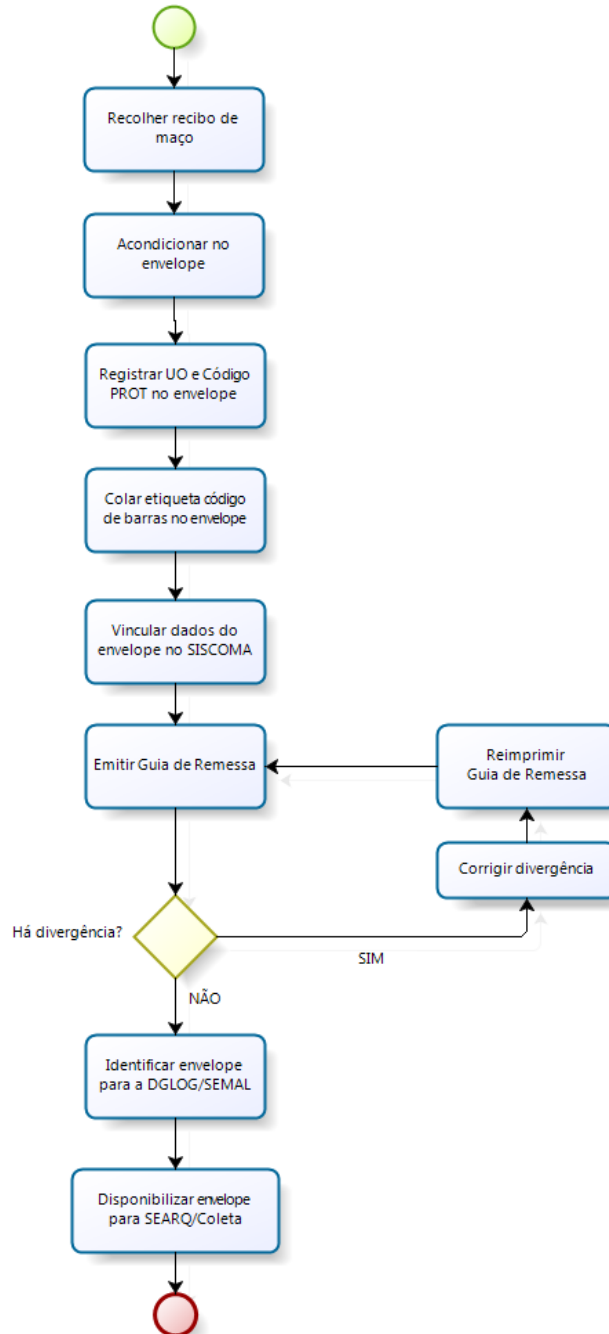 Recolher recibo de
maço
Acondicionar no
envelope
Registrar UO e Código
PROT no envelope
Colar etiqueta código
de barras no envelope
Vincular dados do
envelope no SISCOMA
Emitir Guia de Remessa
Reimprimir
Guia de Remessa
Corrigir divergência
Há divergência?
SIM
NÃO
Identificar envelope
para a DGLOG/SEMAL
Disponibilizar envelope
para SEARQ/Coleta